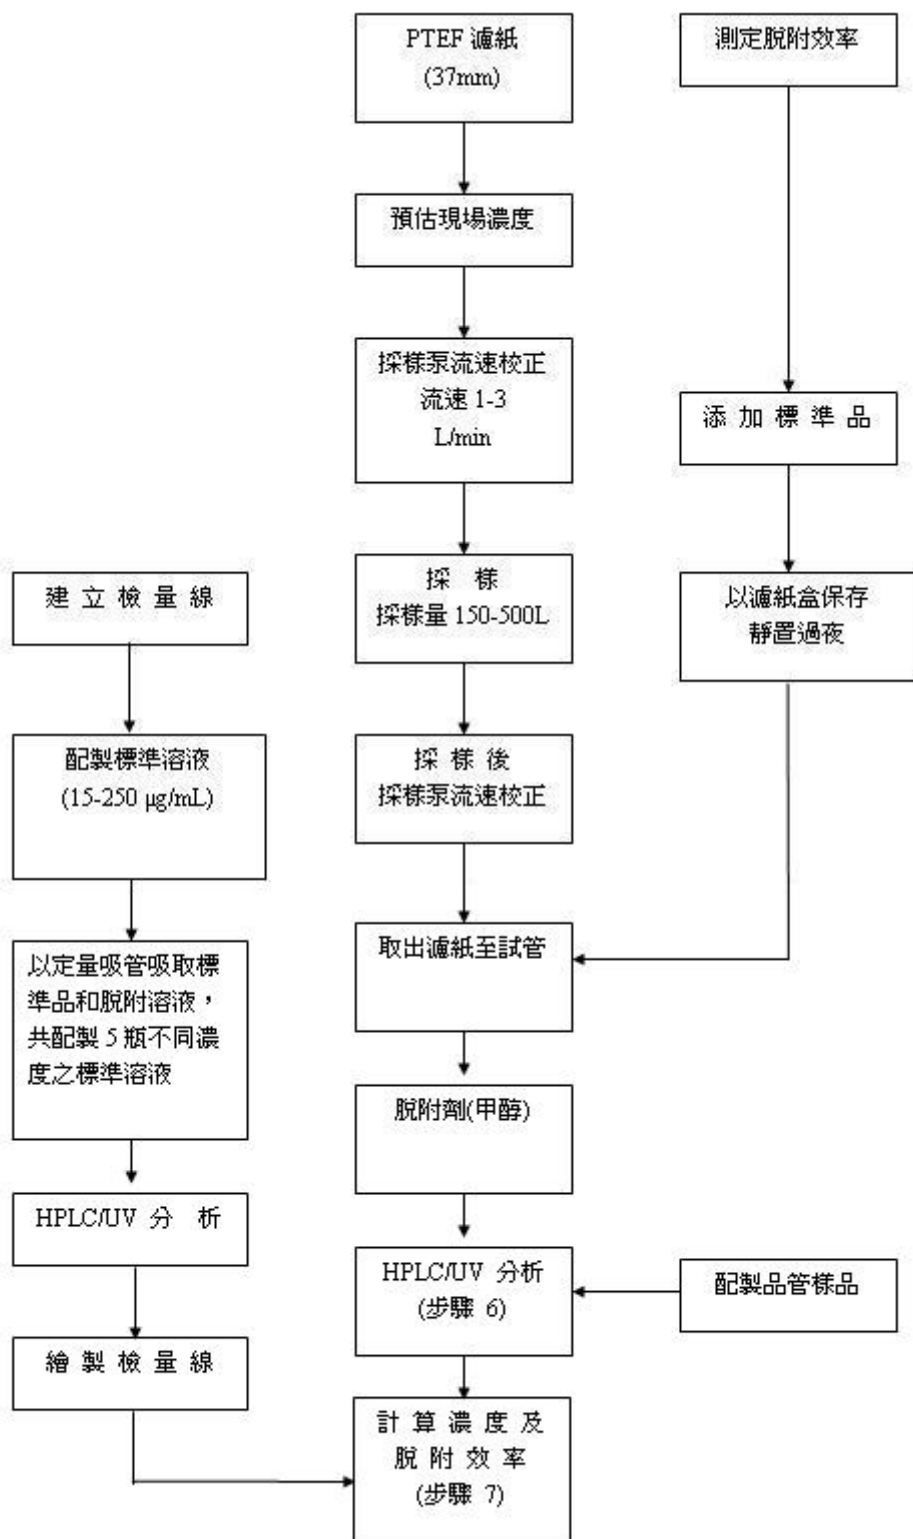 PTEF 濾紙
(37mm)
預估現場濃度
採樣泵流速校正
流速 1-3
L/min
採 樣
採樣量 150-500L
採 樣 後
採樣泵流速校正
取出濾紙至試管
脫附劑(甲醇)
HPLC/UV 分析
(步驟 6)
計 算 濃 度 及
脫 附 效 率
(步驟 7)
測定脫附效率
添 加 標 準 品
以濾紙盒保存
靜置過夜
配製品管樣品
建 立 檢 量 線
配製標準溶液
(15-250 μg/mL)
以定量吸管吸取標
準品和脫附溶液，
共配製 5 瓶不同濃
度之標準溶液
HPLC/UV 分 析
繪 製 檢 量 線